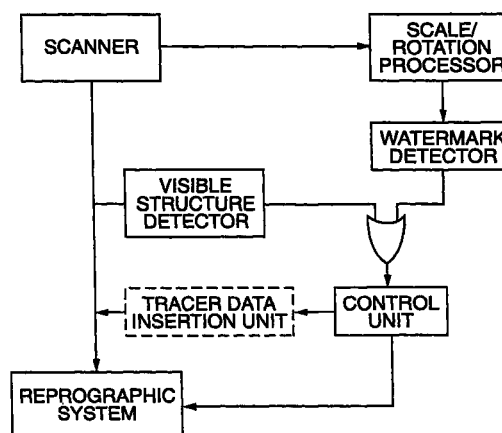 SCANNER
SCALE/
ROTATION
PROCESSOR
WATERMARK
DETECTOR
VISIBLE
STRUCTURE
DETECTOR
TRACER DATA
INSERTION UNIT
CONTROL
UNIT
REPROGRAPHIC
SYSTEM